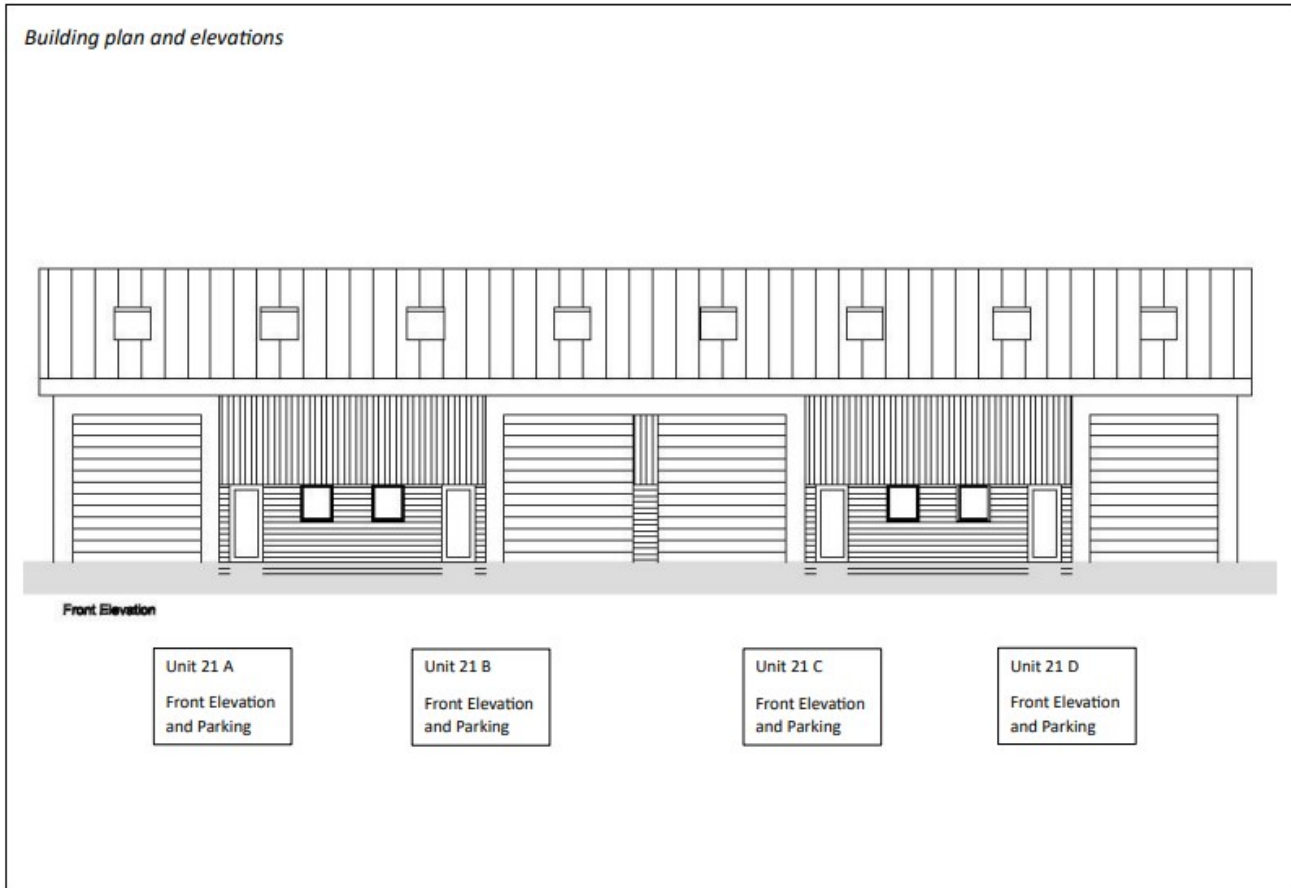 Building plan and elevations
Front Elevation
Unit 21 A
Front Elevation
and Parking
Unit 21 B
Front Elevation
and Parking
Unit 21 C
Front Elevation
and Parking
Unit 21 D
Front Elevation
and Parking